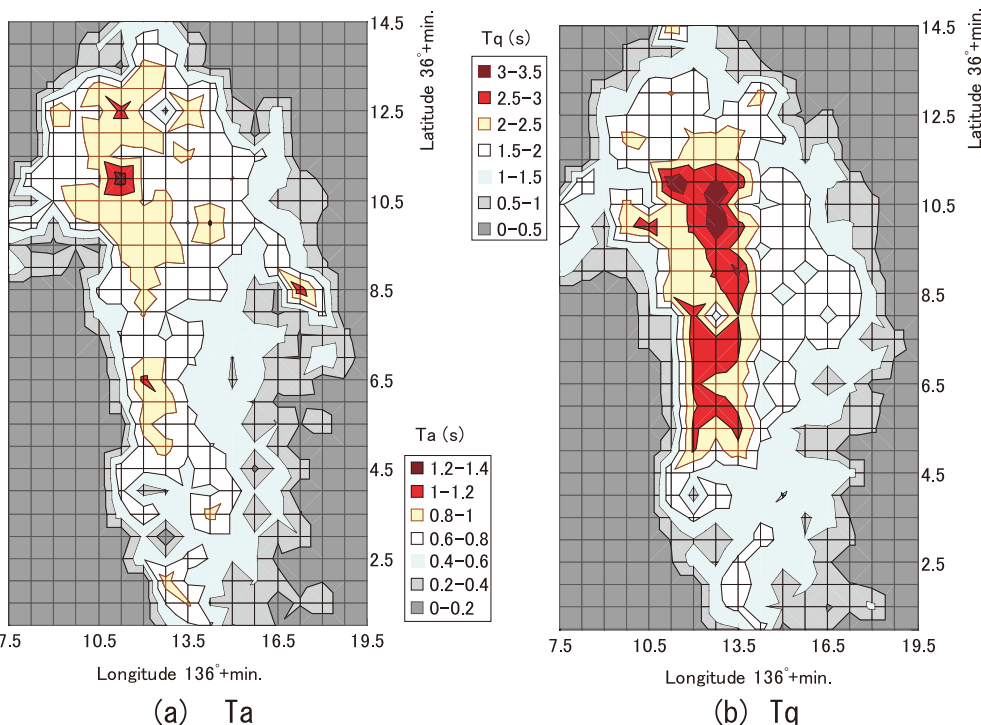 14.5
12.5
10.5
8.5
6.5
4.5
2.5
Latitude 36°+min.
Ta (s)
1.2-1.4
1-1.2
0.8-1
0.6-0.8
0.4-0.6
0.2-0.4
0-0.2
7.5 10.5 13.5 16.5 19.5
Longitude 136°+min.
(a) Ta
Tq (s)
3-3.5
2.5-3
2-2.5
1.5-2
1-1.5
0.5-1
0-0.5
14.5
12.5
10.5
8.5
6.5
4.5
2.5
Latitude 36°+min.
7.5 10.5 13.5 16.5 19.5
Longitude 136°+min.
(b) Tq